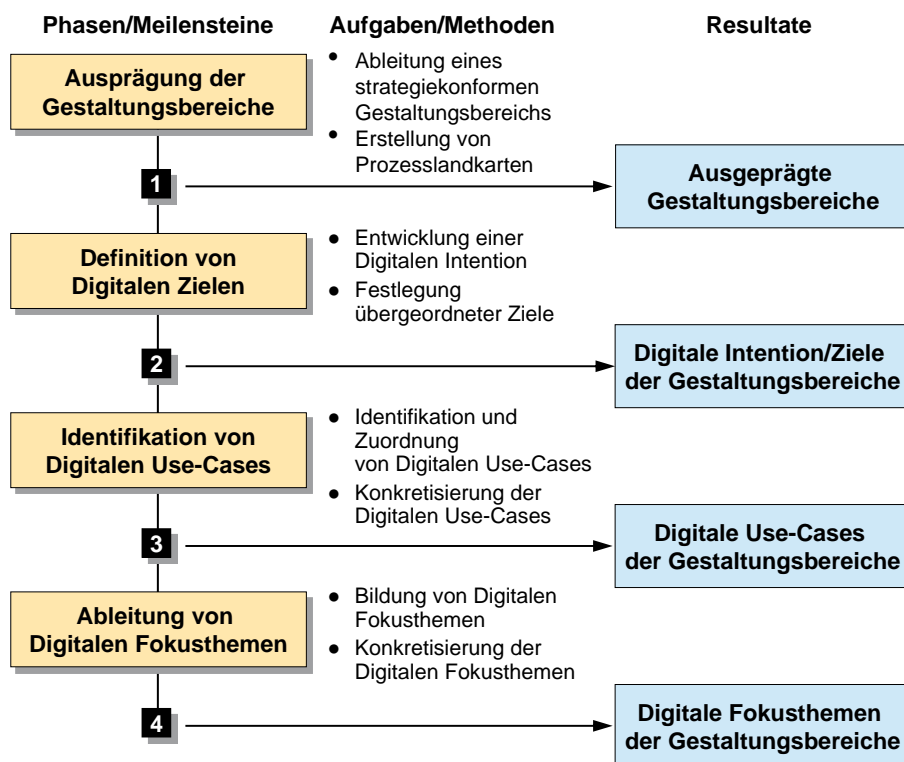 Phasen/Meilensteine
Aufgaben/Methoden
Resultate
Ausprägung der
Gestaltungsbereiche
• Ableitung eines
strategiekonformen
Gestaltungsbereichs
• Erstellung von
Prozesslandkarten
1
Ausgeprägte
Gestaltungsbereiche
Definition von
Digitalen Zielen
• Entwicklung einer
Digitalen Intention
• Festlegung
übergeordneter Ziele
2
Digitale Intention/Ziele
der Gestaltungsbereiche
Identifikation von
Digitalen Use-Cases
• Identifikation und
Zuordnung
von Digitalen Use-Cases
• Konkretisierung der
Digitalen Use-Cases
3
Digitale Use-Cases
der Gestaltungsbereiche
Ableitung von
Digitalen Fokusthemen
• Bildung von Digitalen
Fokusthemen
• Konkretisierung der
Digitalen Fokusthemen
4
Digitale Fokusthemen
der Gestaltungsbereiche